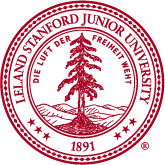 LELAND STANFORD JUNIOR UNIVERSITY
DIE LUFT DER FREIHEIT WEHT
1891
®